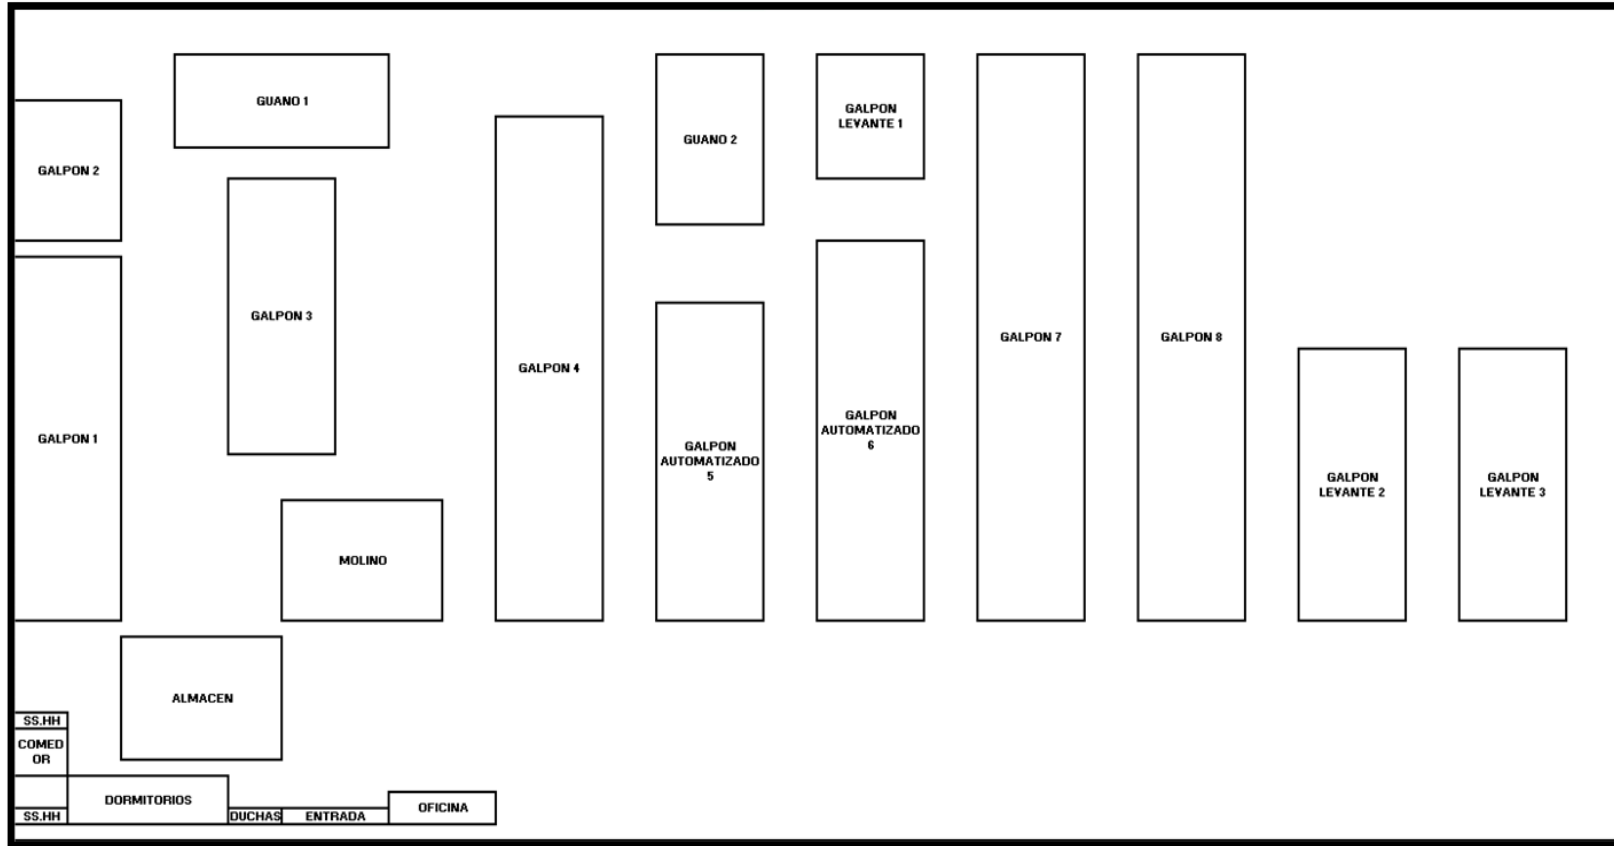 GUANO 1
GALPON
LEVANTE 1
GUANO 2
GALPON 2
GALPON 3
GALPON 7
GALPON 8
GALPON 4
GALPON
AUTOMATIZADO
6
GALPON 1
GALPON
AUTOMATIZADO
5
GALPON
LEVANTE 2
GALPON
LEVANTE 3
MOLINO
ALMACEN
SS.HH
COMED
OR
DORMITORIOS
OFICINA
SS.HH
DUCHAS
ENTRADA